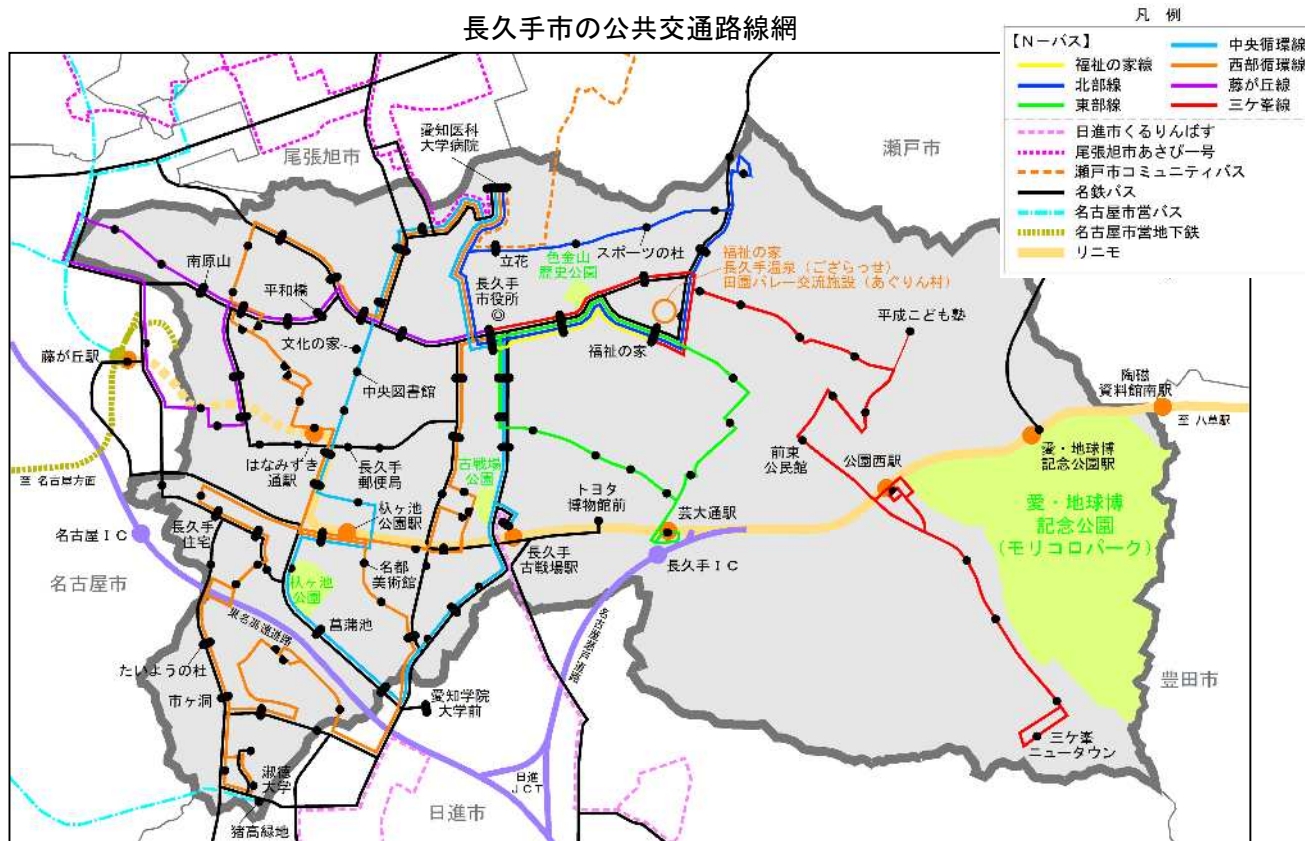 長久手市の公共交通路線網
凡 例
【N－バス】
福祉の家線
北部線
東部線
中央循環線
西部循環線
藤が丘線
三ケ峯線
日進市くるりんばす
尾張旭市あさぴー号
瀬戸市コミュニティバス
名鉄バス
名古屋市営バス
名古屋市営地下鉄
リニモ
尾張旭市
愛知医科
大学病院
瀬戸市
南原山
平和橋
立花
色金山
歴史公園
スポーツの杜
福祉の家
長久手温泉（ござらっせ）
田園バレー交流施設（あぐりん村）
長久手
市役所
◎
文化の家
福祉の家
平成こども塾
藤が丘駅
中央図書館
陶磁
資料館南駅
至 八草駅
はなみずき
通駅
長久手
郵便局
古戦場
公園
前東
公民館
公園西駅
愛・地球博
記念公園駅
至 名古屋方面
トヨタ
博物館前
芸大通駅
愛・地球博
記念公園
（モリコロパーク）
長久手
住宅
杁ヶ池
公園駅
名古屋ＩＣ
長久手
古戦場駅
長久手ＩＣ
名古屋市
杁ヶ池
公園
名都
美術館
菖蒲池
東名高速道路
名古屋瀬戸道路
たいようの杜
市ヶ洞
愛知学院
大学前
豊田市
三ケ峯
ニュータウン
淑徳
大学
日進
ＪＣＴ
日進市
猪高緑地